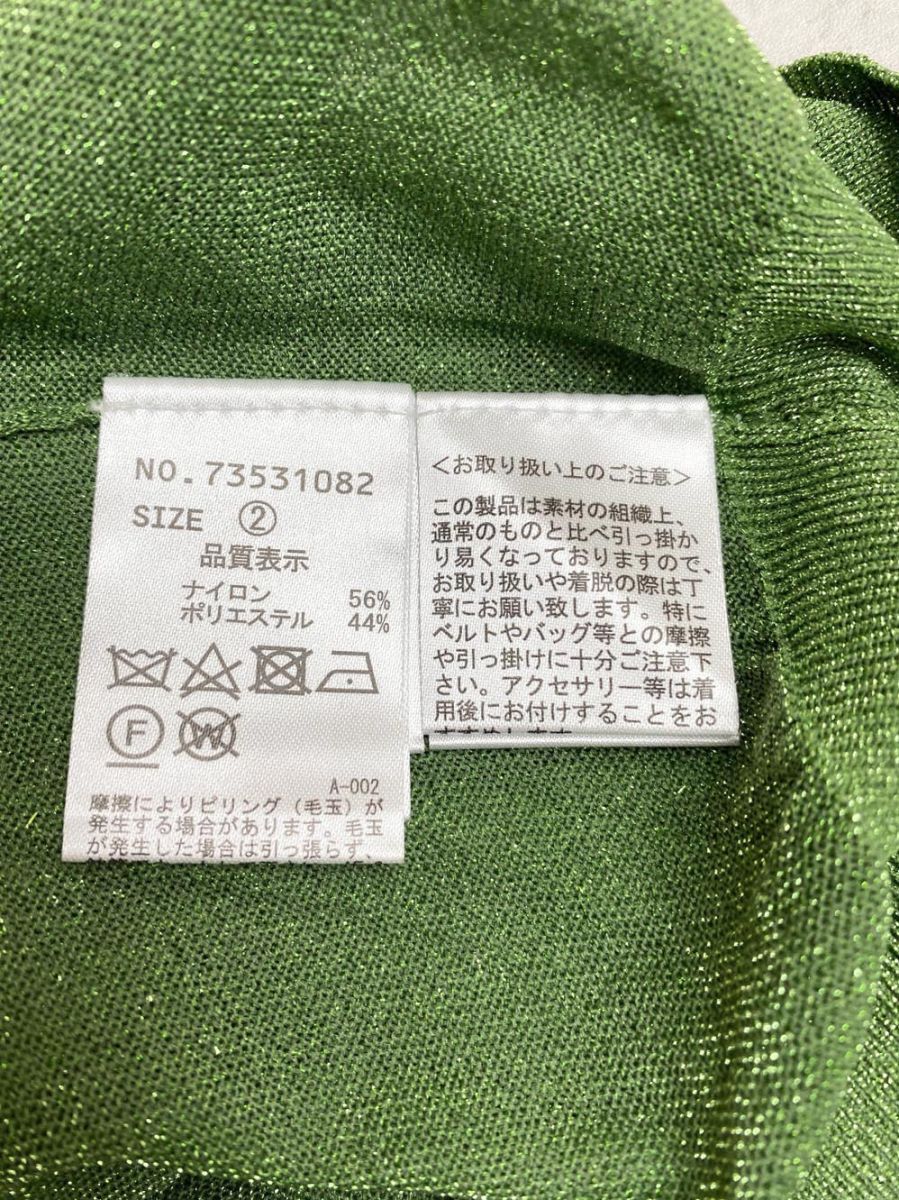 NO.73531082
SIZE ②
品質表示
ナイロン 56%
ポリエステル 44%
F
W
A-002
摩擦によりピリング(毛玉)が
発生する場合があります。毛玉
が発生した場合は引っ張らず、
<お取り扱い上のご注意>
この製品は素材の組織上、
通常のものと比べ引っ掛か
り易くなっておりますので、
お取り扱いや着脱の際は丁
寧にお願い致します。特に
ベルトやバッグ等との摩擦
や引っ掛けに十分ご注意下
さい。アクセサリー等は着
用後にお付けすることをお
すすめします。